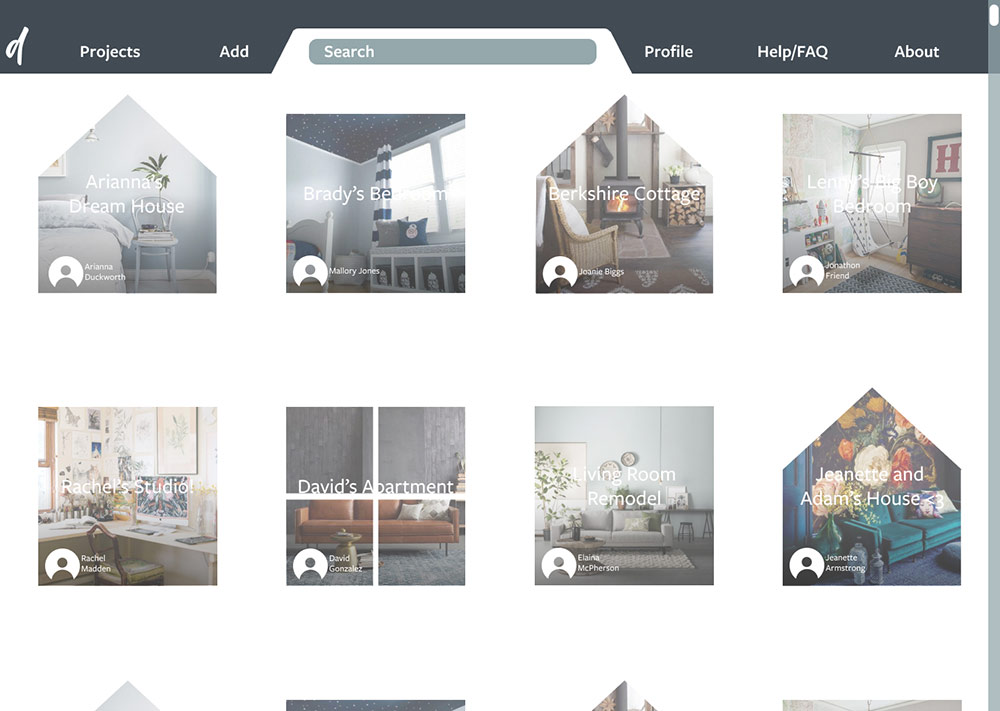 d
Projects
Add
Search
Profile
Help/FAQ
About
Arianna's
Dream House
Arianna
Duckworth
Brady's Bedroom
Mallory Jones
Berkshire Cottage
Joanie Biggs
Lenny's Big Boy
Bedroom
H
Jonathon
Friend
Rachel's Studio!
Rachel
Madden
David's Apartment
David
Gonzalez
Living Room
Remodel
Elaina
McPherson
Jeanette and
Adam's House <3
Jeanette
Armstrong